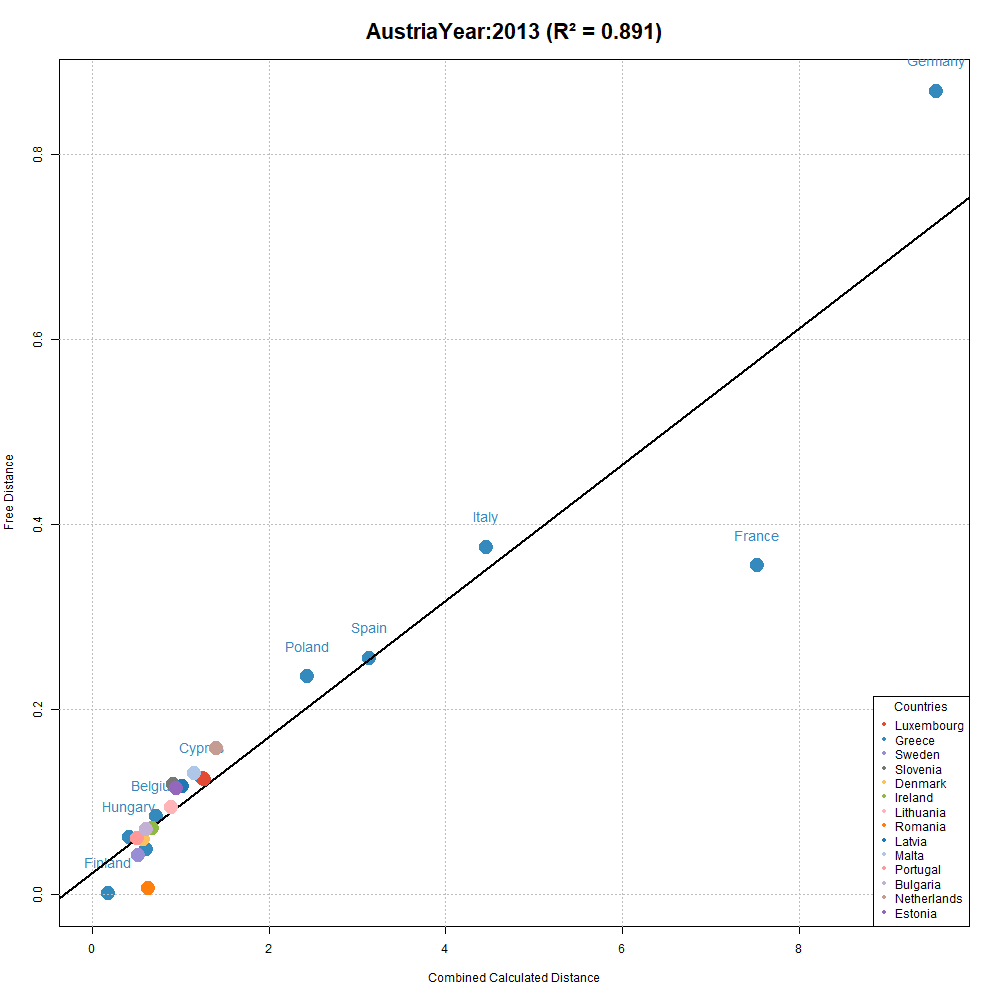 AustriaYear:2013 (R² = 0.891)
Germany
Italy
France
Spain
Poland
Hungary
Finland
Free Distance
0.0
0.2
0.4
0.6
0.8
0
2
4
6
8
Combined Calculated Distance
Countries
Luxembourg
Greece
Sweden
Slovenia
Denmark
Ireland
Lithuania
Romania
Latvia
Malta
Portugal
Bulgaria
Netherlands
Estonia